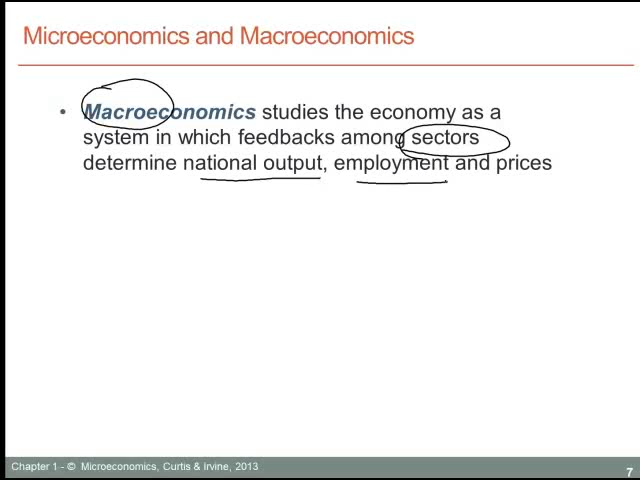 Microeconomics and Macroeconomics
• Macroeconomics studies the economy as a
system in which feedbacks among sectors
determine national output, employment and prices
Chapter 1 - © Microeconomics, Curtis & Irvine, 2013
7